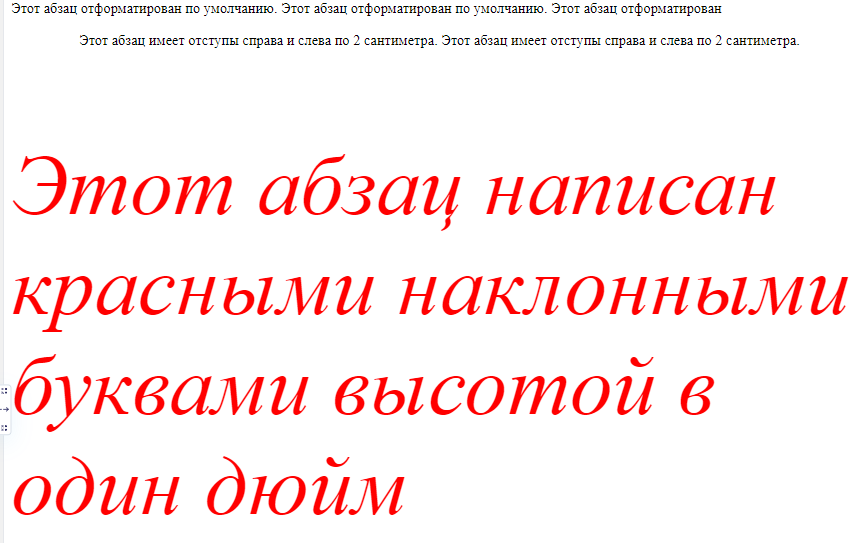 Этот абзац отформатирован по умолчанию. Этот абзац отформатирован по умолчанию. Этот абзац отформатирован
Этот абзац имеет отступы справа и слева по 2 сантиметра. Этот абзац имеет отступы справа и слева по 2 сантиметра.
Этот абзац написан
красными наклонными
буквами высотой в
один дюйм